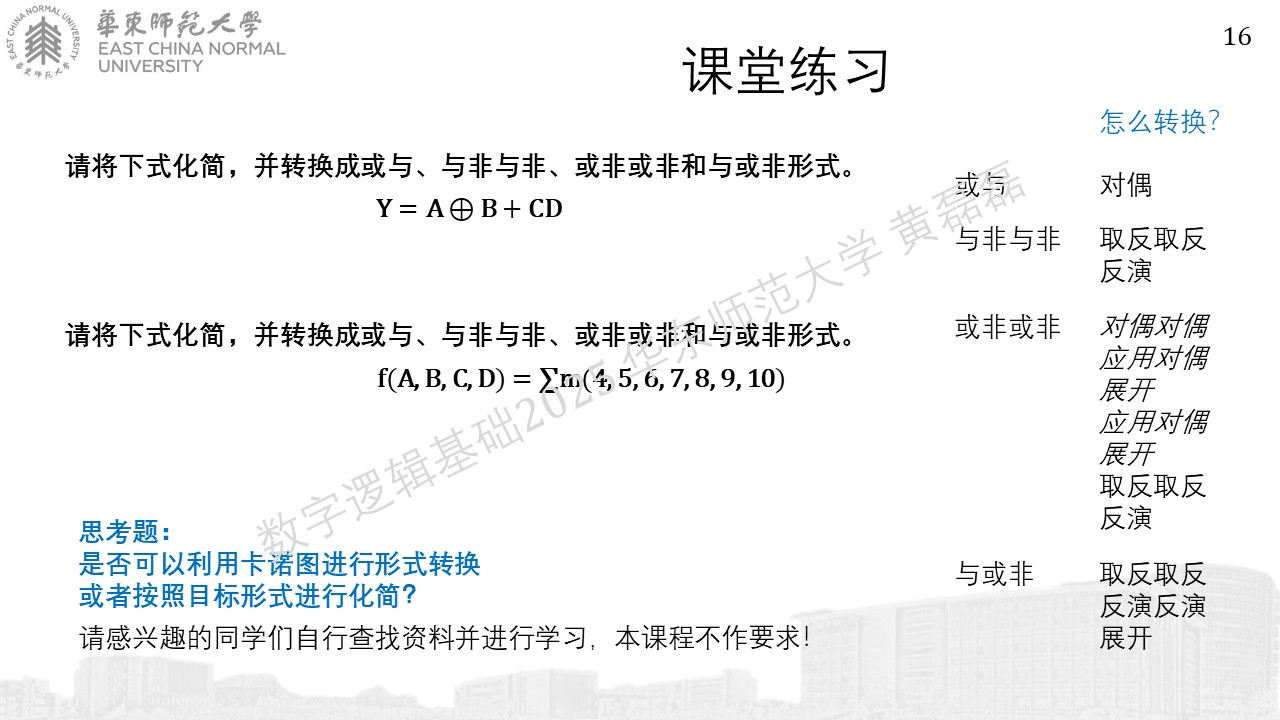 華東師範大學
EAST CHINA NORMAL
UNIVERSITY
EAST CHINA NORMAL UNIVERSITY
華東师范大学
16
课堂练习
请将下式化简，并转换成或与、与非与非、或非或非和与或非形式。
Y = A ⊕ B + CD
请将下式化简，并转换成或与、与非与非、或非或非和与或非形式。
f(A, B, C, D) = ∑m(4, 5, 6, 7, 8, 9, 10)
思考题：
是否可以利用卡诺图进行形式转换
或者按照目标形式进行化简？
请感兴趣的同学们自行查找资料并进行学习，本课程不作要求！
怎么转换？
或与 对偶
与非与非 取反取反
反演
或非或非 对偶对偶
应用对偶
展开
应用对偶
展开
取反取反
反演
与或非 取反取反
反演反演
展开
数字逻辑基础2025 华东师范大学 黄磊磊